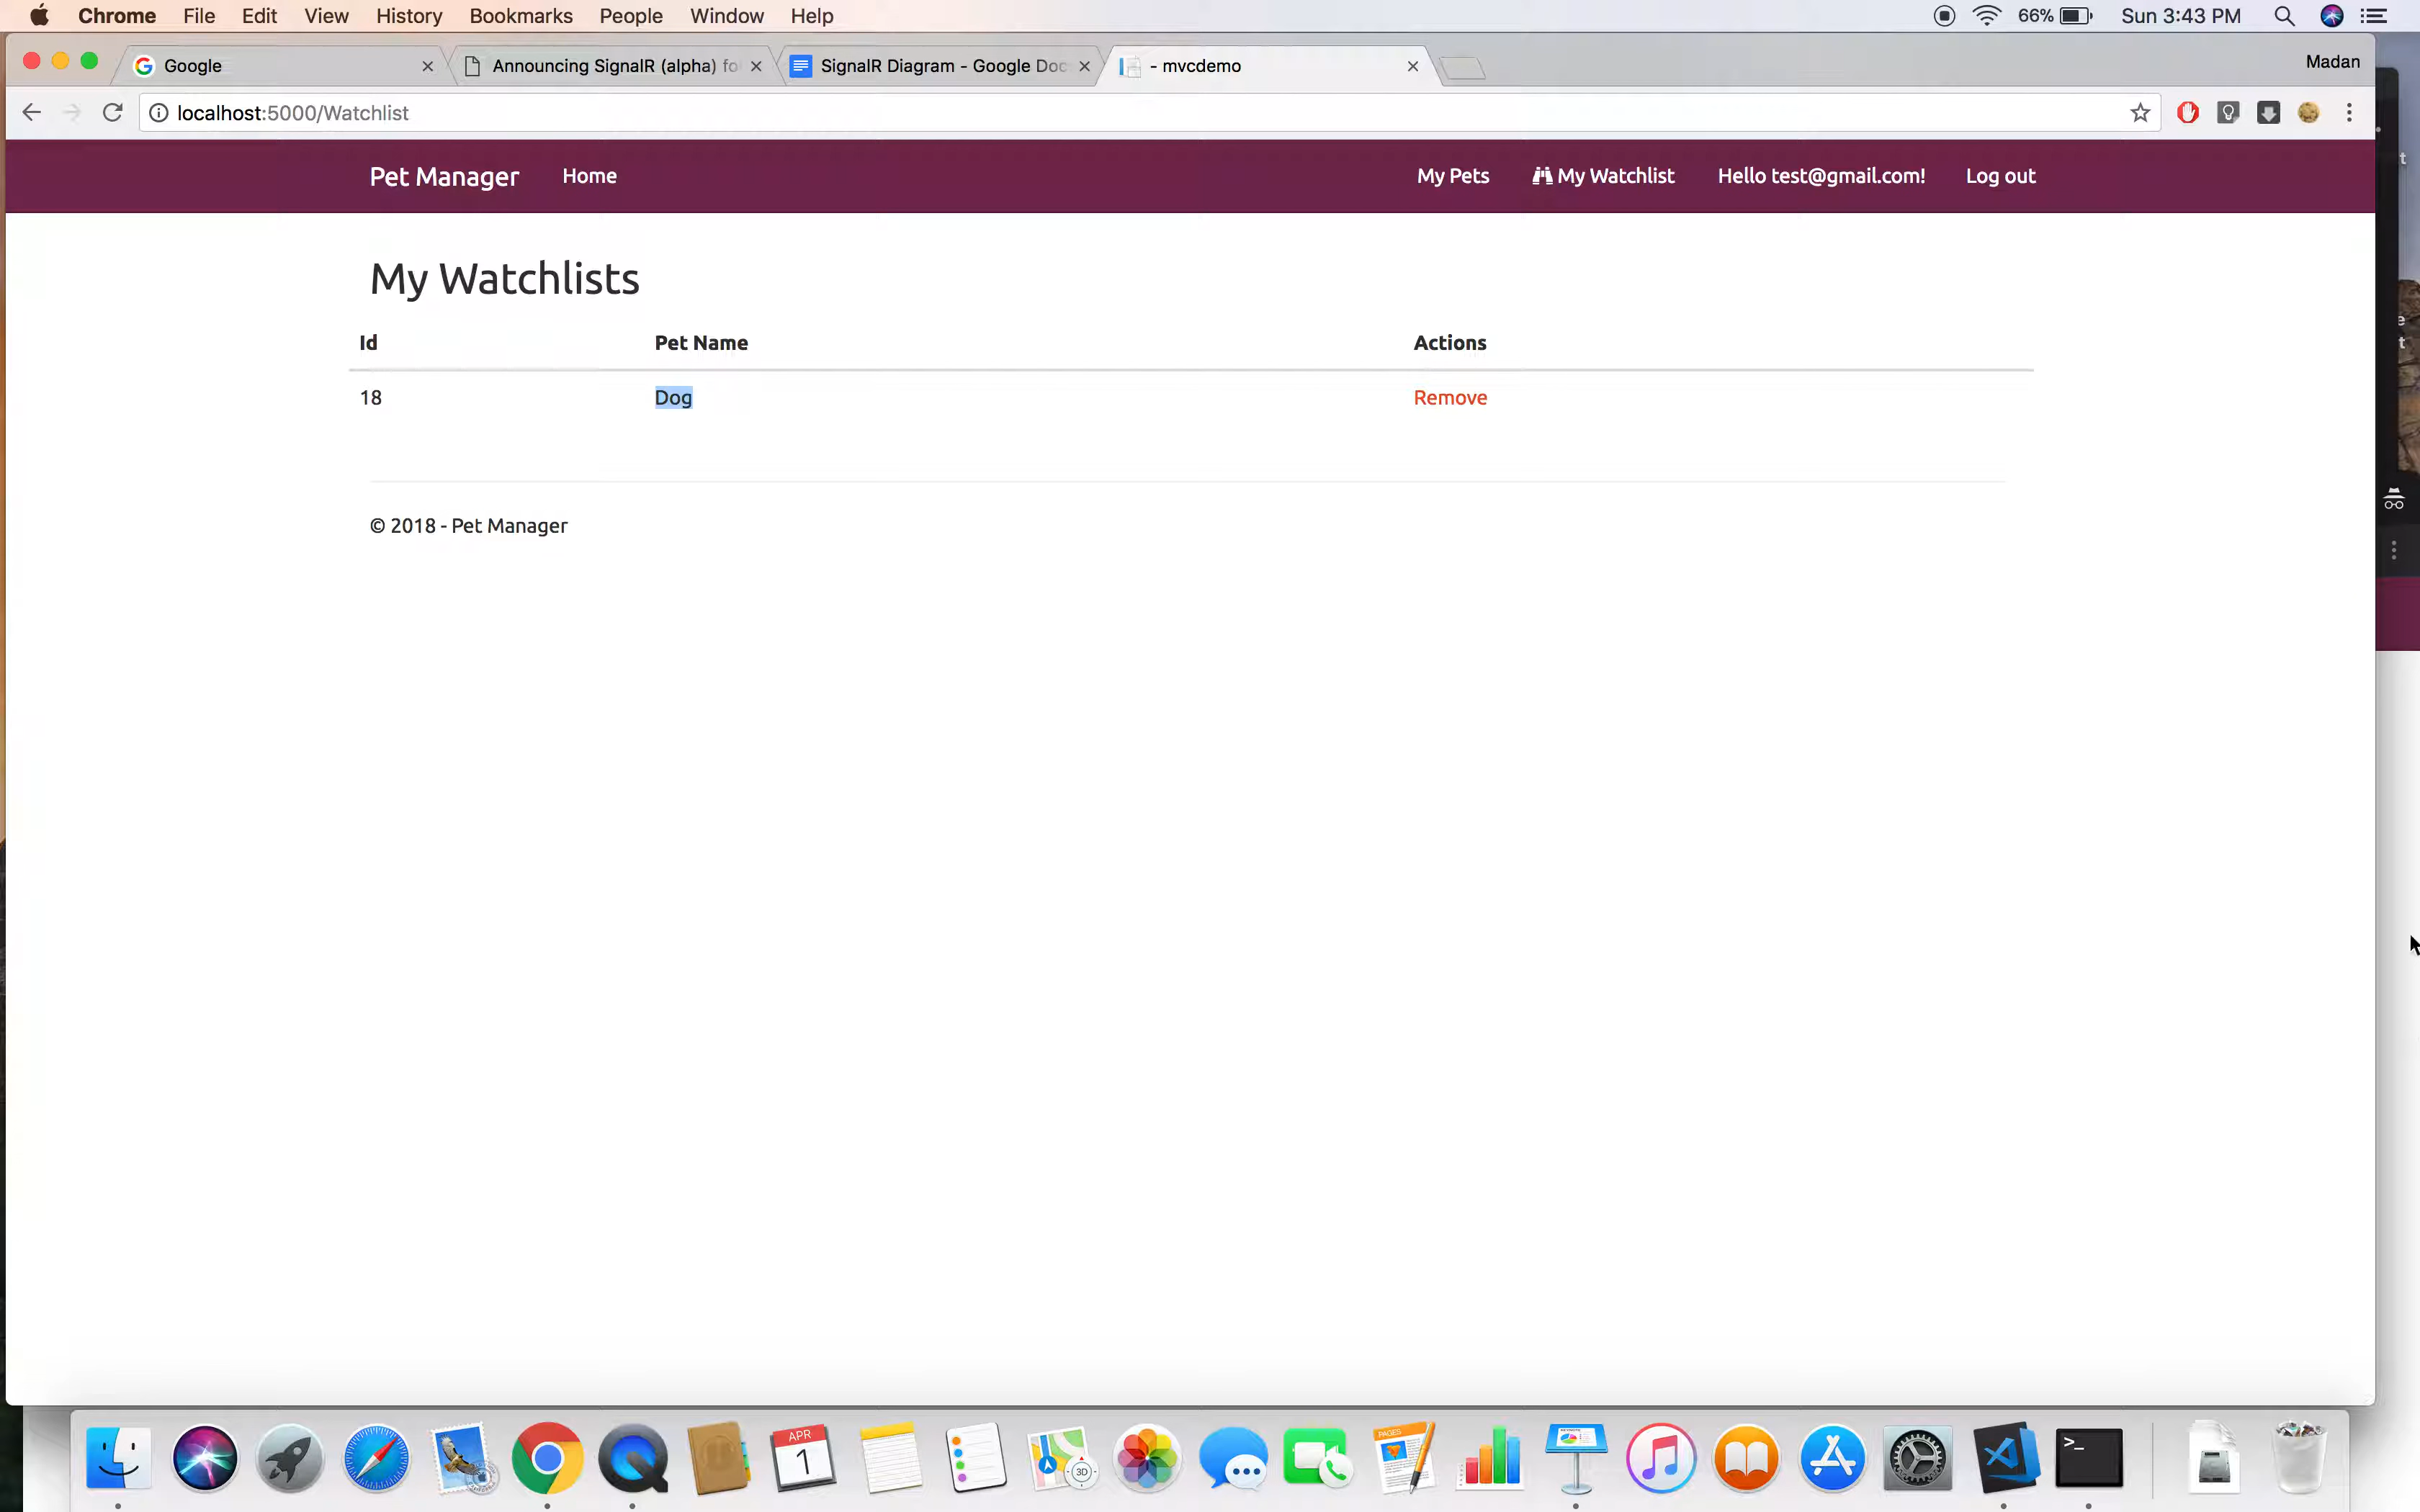 Chrome File Edit View History Bookmarks People Window Help 66% Sun 3:43 PM
Google Announcing SignalR (alpha) fo SignalR Diagram - Google Doc - mvcdemo Madan
localhost:5000/Watchlist
Pet Manager Home My Pets My Watchlist Hello test@gmail.com! Log out
My Watchlists
Id Pet Name Actions
18 Dog Remove
© 2018 - Pet Manager
APR
1
3D
PAGES
>_